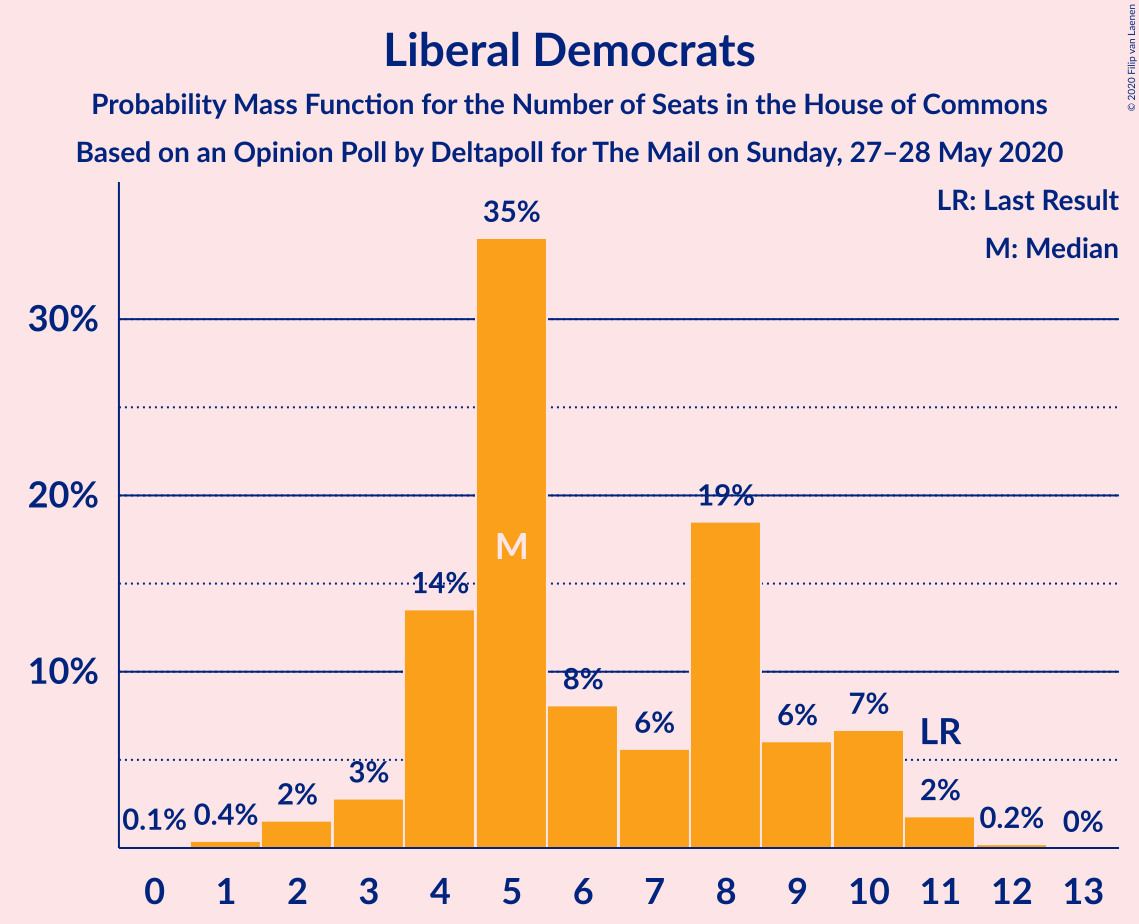 © 2020 Filip van Laenen
Liberal Democrats
Probability Mass Function for the Number of Seats in the House of Commons
Based on an Opinion Poll by Deltapoll for The Mail on Sunday, 27–28 May 2020
LR: Last Result
M: Median
35%
30%
20%
19%
M
14%
10%
8%
7%
6%
6%
LR
3%
2%
2%
0.1%
0.4%
0.2%
0%
0 1 2 3 4 5 6 7 8 9 10 11 12 13